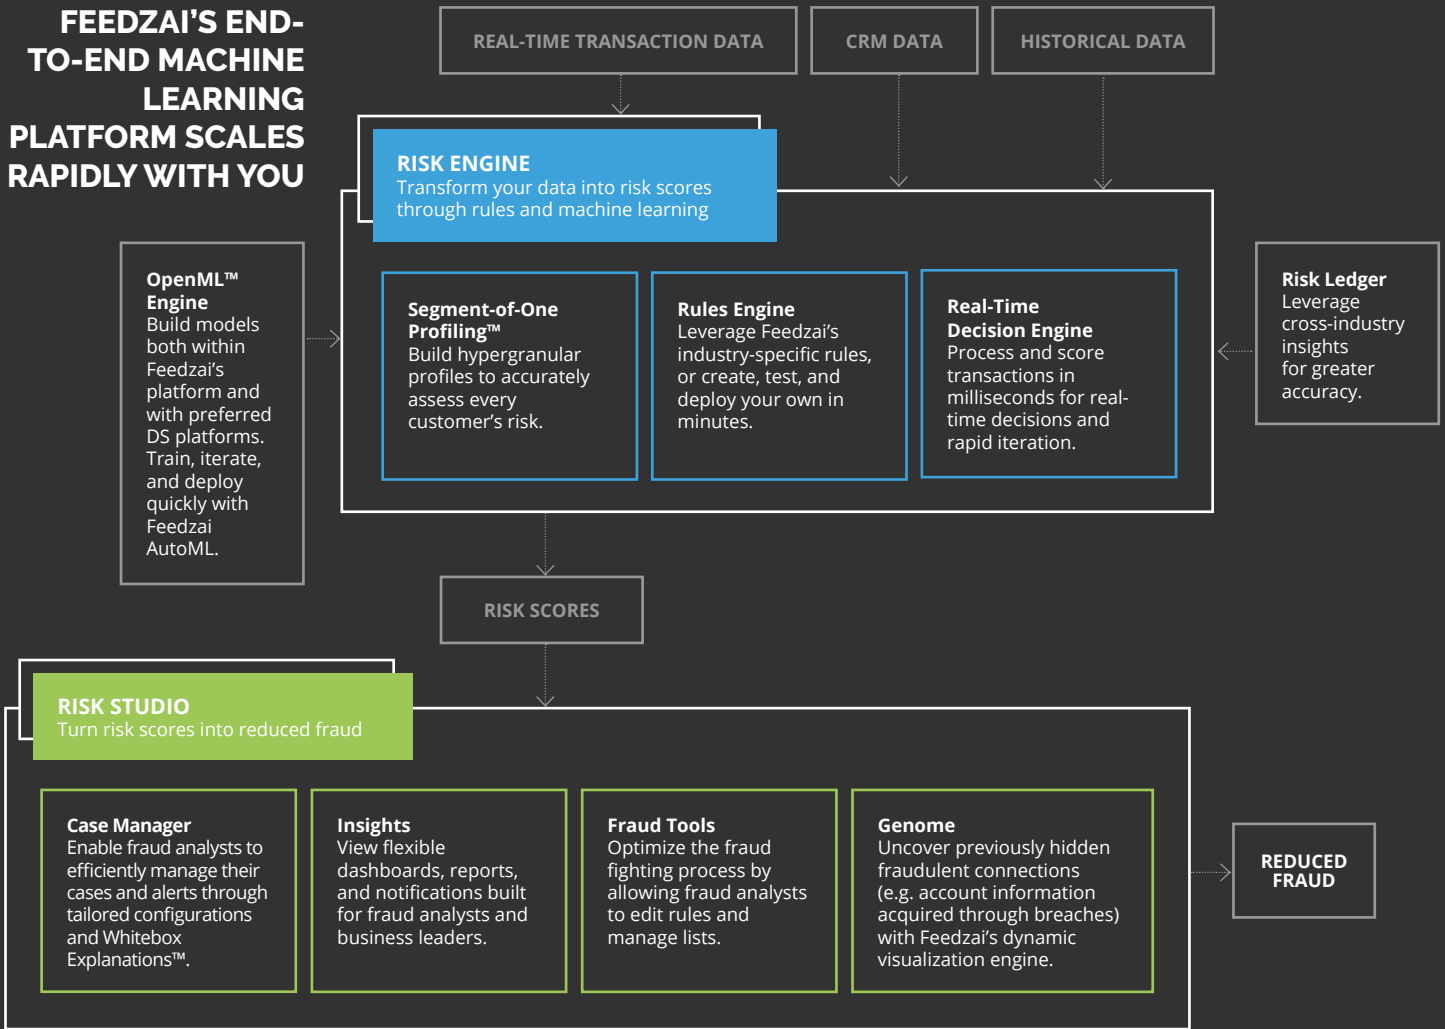 FEEDZAI’S END-
TO-END MACHINE
LEARNING
PLATFORM SCALES
RAPIDLY WITH YOU
REAL-TIME TRANSACTION DATA
CRM DATA
HISTORICAL DATA
RISK ENGINE
Transform your data into risk scores
through rules and machine learning
OpenML™
Engine
Build models
both within
Feedzai’s
platform and
with preferred
DS platforms.
Train, iterate,
and deploy
quickly with
Feedzai
AutoML.
Segment-of-One
Profiling™
Build hypergranular
profiles to accurately
assess every
customer’s risk.
Rules Engine
Leverage Feedzai’s
industry-specific rules,
or create, test, and
deploy your own in
minutes.
Real-Time
Decision Engine
Process and score
transactions in
milliseconds for real-
time decisions and
rapid iteration.
Risk Ledger
Leverage
cross-industry
insights
for greater
accuracy.
RISK SCORES
RISK STUDIO
Turn risk scores into reduced fraud
Case Manager
Enable fraud analysts to
efficiently manage their
cases and alerts through
tailored configurations
and Whitebox
Explanations™.
Insights
View flexible
dashboards, reports,
and notifications built
for fraud analysts and
business leaders.
Fraud Tools
Optimize the fraud
fighting process by
allowing fraud analysts
to edit rules and
manage lists.
Genome
Uncover previously hidden
fraudulent connections
(e.g. account information
acquired through breaches)
with Feedzai’s dynamic
visualization engine.
REDUCED
FRAUD